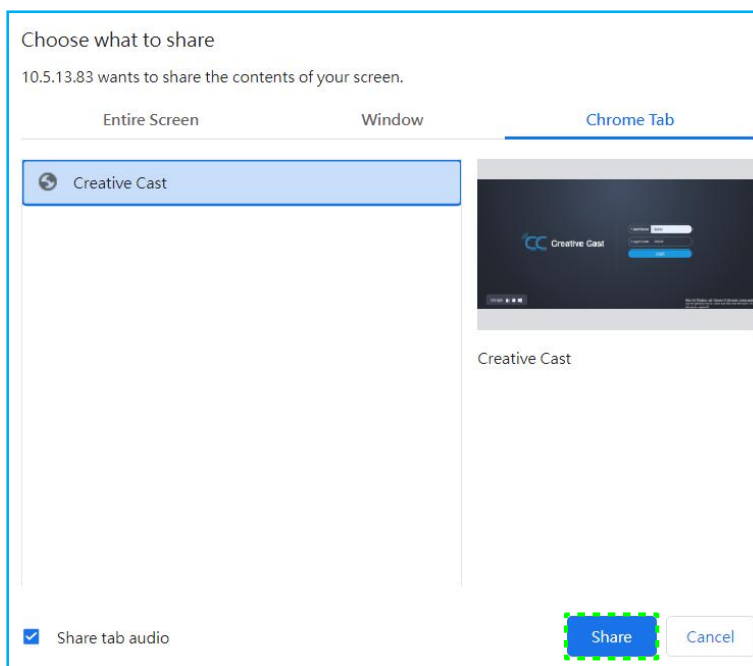 Choose what to share
10.5.13.83 wants to share the contents of your screen.
Entire Screen
Window
Chrome Tab
Creative Cast
CC Creative Cast
Creative Cast
Share tab audio
Share
Cancel